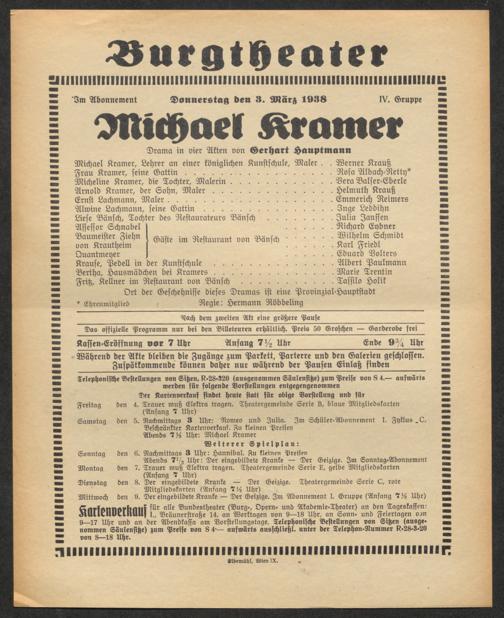 Burgtheater
Im Abonnement Donnerstag den 3. März 1938 IV. Gruppe
Michael Kramer
Drama in vier Akten von Gerhart Hauptmann
Michael Kramer, Lehrer an einer königlichen Kunstschule, Maler . . Werner Krauß
Frau Kramer, seine Gattin . . . Rosa Albach-Retty*
Micheline Kramer, die Tochter, Malerin . . . Vera Balser-Eberle
Arnold Kramer, der Sohn, Maler . . . Helmuth Krauß
Ernst Lachmann, Maler . . . Emmerich Reimers
Alwine Lachmann, seine Gattin . . . Inge Leddihn
Liese Bänsch, Tochter des Restaurateurs Bänsch . . . Julia Janssen
Assessor Schnabel Richard Eybner
Baumeister Ziehn Wilhelm Schmidt
Gäste im Restaurant von Bänsch . . .
von Krautheim Karl Friedl
Quantmeyer Eduard Volters
Krause, Pedell in der Kunstschule . . . Albert Paulmann
Bertha, Hausmädchen bei Kramers . . . Marie Trentin
Fritz, Kellner im Restaurant von Bänsch . . . Tassilo Holik
Ort der Geschehnisse dieses Dramas ist eine Provinzial-Hauptstadt
* Ehrenmitglied Regie: Hermann Röbbeling
Nach dem zweiten Akt eine größere Pause
Das offizielle Programm nur bei den Billeteuren erhältlich. Preis 50 Groschen — Garderobe frei
Kassen-Eröffnung vor 7 Uhr Anfang 7½ Uhr Ende 9¾ Uhr
Während der Akte bleiben die Zugänge zum Parkett, Parterre und den Galerien geschlossen.
Zuspätkommende können daher nur während der Pausen Einlaß finden
Telephonische Bestellungen von Sitzen, R-28-320 (ausgenommen Säulensitze) zum Preise von S 4.— aufwärts
werden für folgende Vorstellungen entgegengenommen
Der Kartenverkauf findet heute statt für obige Vorstellung und für
Freitag den 4. Trauer muß Elektra tragen. Theatergemeinde Serie B, blaue Mitgliedskarten
(Anfang 7 Uhr)
Samstag den 5. Nachmittags 3 Uhr: Romeo und Julia. Im Schüler-Abonnement I. Zyklus C.
Beschränkter Kartenverkauf. Zu kleinen Preisen
Abends 7½ Uhr: Michael Kramer
Weiterer Spielplan:
Sonntag den 6. Nachmittags 3 Uhr: Hannibal. Zu kleinen Preisen
Abends 7½ Uhr: Der eingebildete Kranke — Der Geizige. Im Sonntag-Abonnement
Montag den 7. Trauer muß Elektra tragen. Theatergemeinde Serie E, gelbe Mitgliedskarten
(Anfang 7 Uhr)
Dienstag den 8. Der eingebildete Kranke — Der Geizige. Theatergemeinde Serie C, rote
Mitgliedskarten (Anfang 7½ Uhr)
Mittwoch den 9. Der eingebildete Kranke — Der Geizige. Im Abonnement I. Gruppe (Anfang 7½ Uhr)
Kartenverkauf für alle Bundestheater (Burg-, Opern- und Akademie-Theater) an den Tageskassen:
I., Bräunerstraße 14, an Werktagen von 9—18 Uhr, an Sonn- und Feiertagen von
9—17 Uhr und an der Abendkassa am Vorstellungstage. Telephonische Bestellungen von Sitzen (ausge-
nommen Säulensitze) zum Preise von S 4·— aufwärts ausschließl. unter der Telephon-Nummer R-28-3-20
von 8—18 Uhr.
Elbemühl, Wien IX.